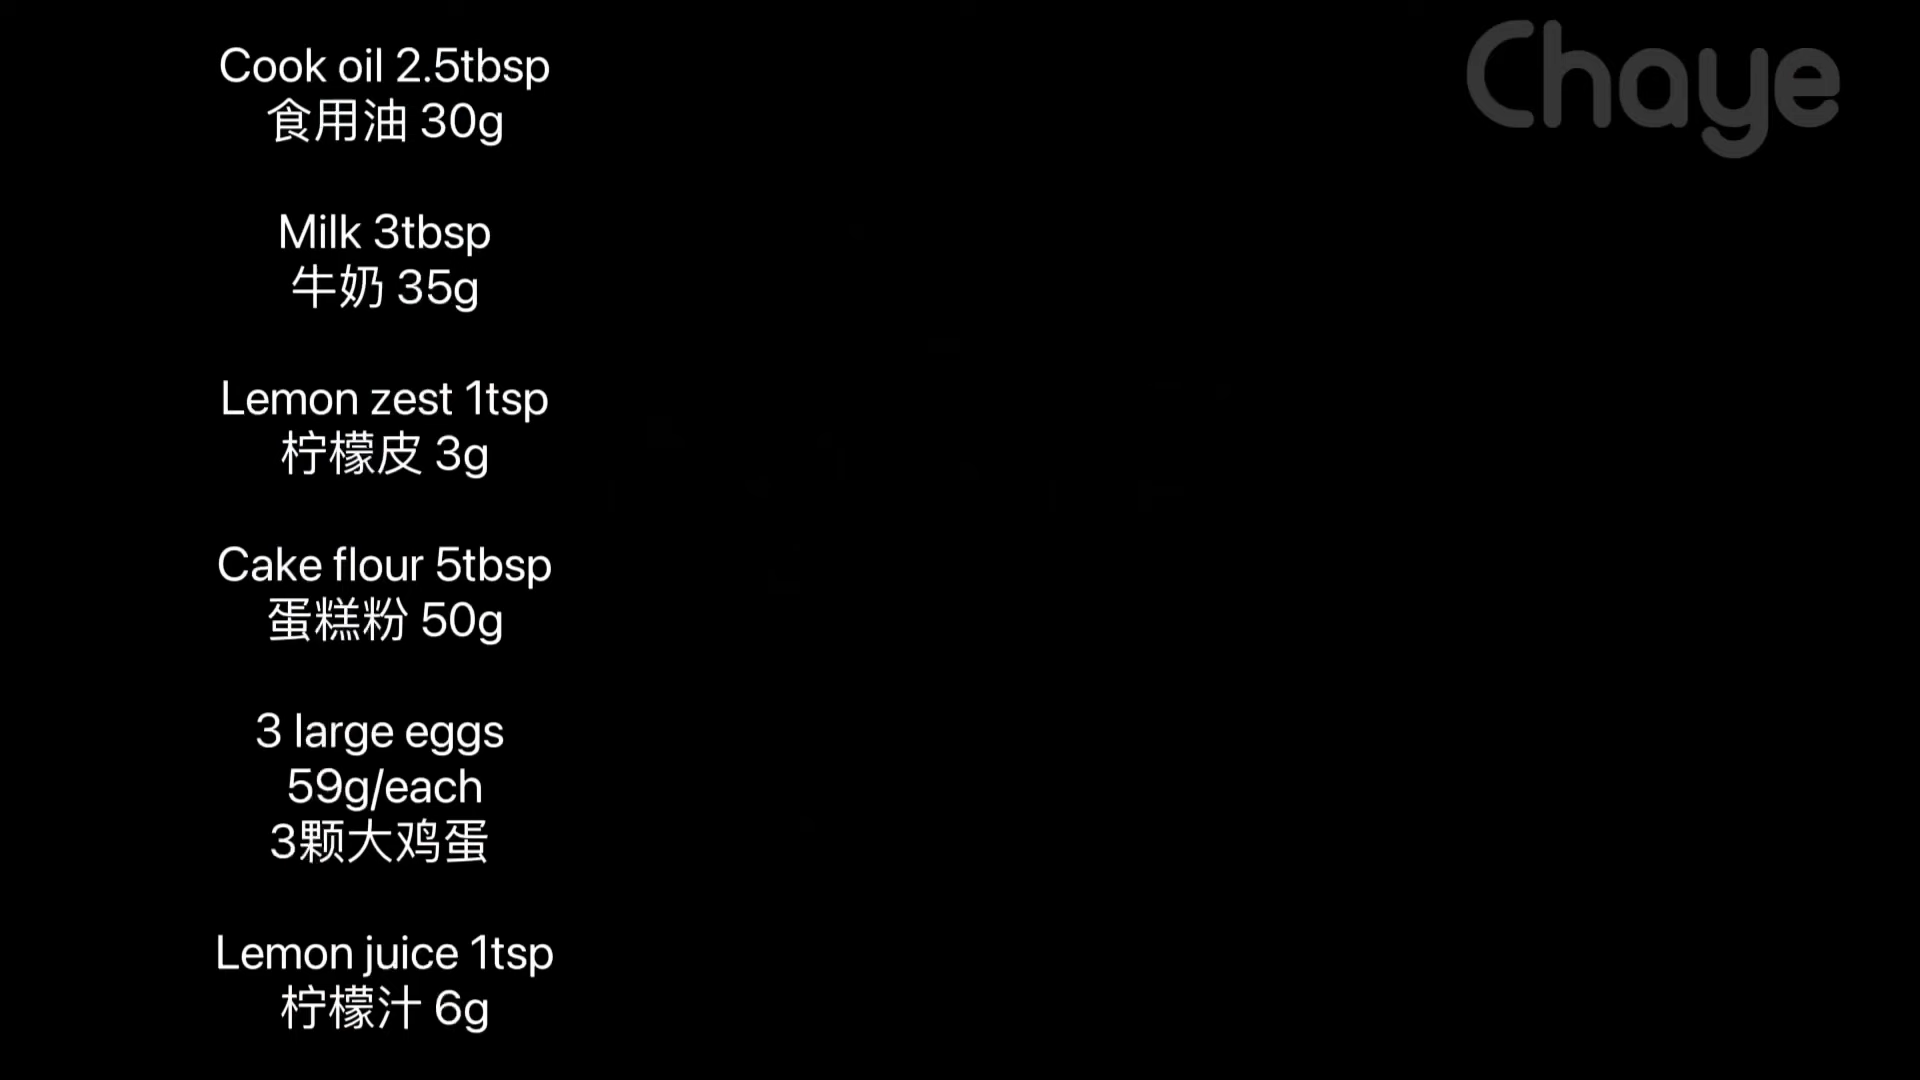 Cook oil 2.5tbsp
食用油 30g
Milk 3tbsp
牛奶 35g
Lemon zest 1tsp
柠檬皮 3g
Cake flour 5tbsp
蛋糕粉 50g
3 large eggs
59g/each
3颗大鸡蛋
Lemon juice 1tsp
柠檬汁 6g
Chaye